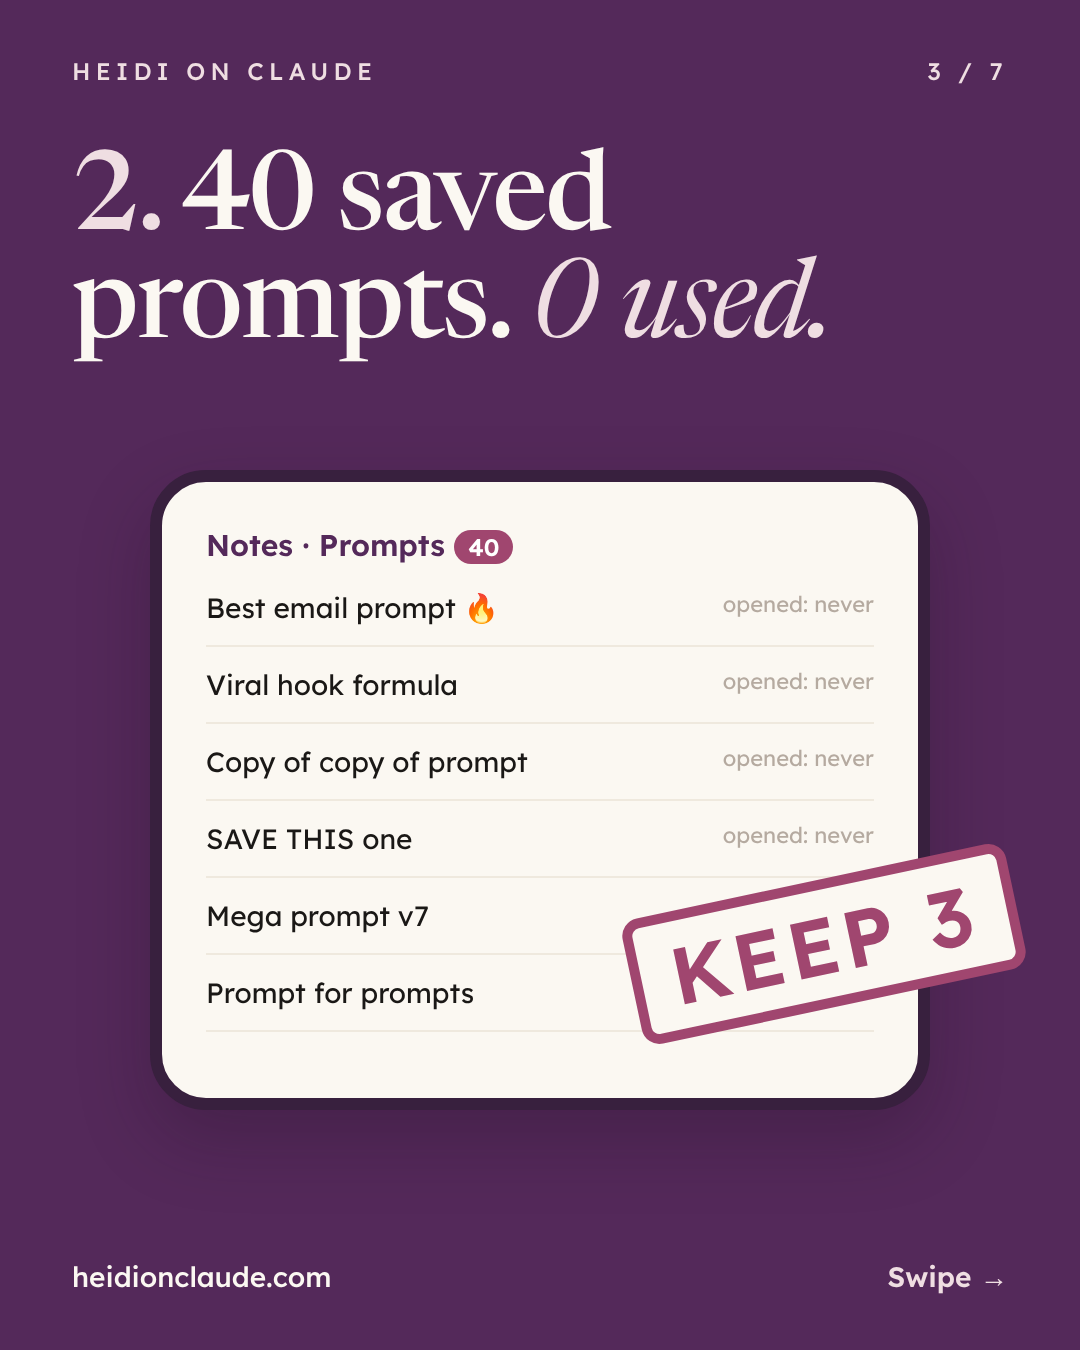 HEIDI ON CLAUDE
3 / 7
2. 40 saved
prompts. 0 used.
Notes · Prompts 40
Best email prompt 🔥 opened: never
Viral hook formula opened: never
Copy of copy of prompt opened: never
SAVE THIS one opened: never
Mega prompt v7
KEEP 3
Prompt for prompts
heidionclaude.com
Swipe →